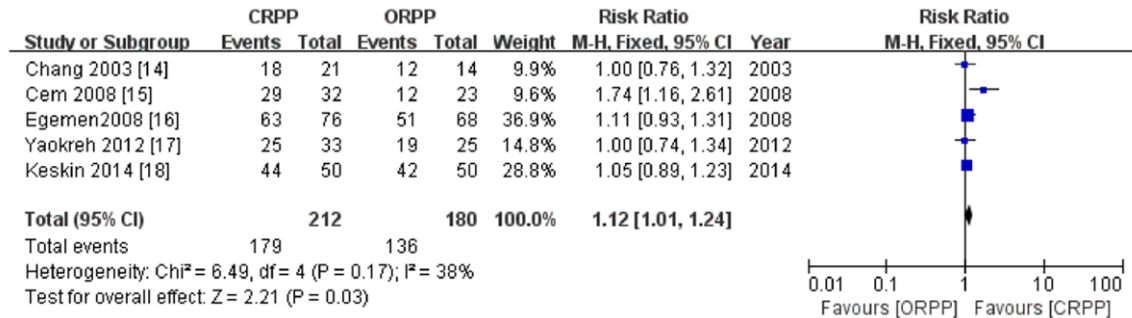 CRPP ORPP Risk Ratio Risk Ratio
Study or Subgroup Events Total Events Total Weight M-H, Fixed, 95% CI Year M-H, Fixed, 95% CI
Chang 2003 [14] 18 21 12 14 9.9% 1.00 [0.76, 1.32] 2003
Cem 2008 [15] 29 32 12 23 9.6% 1.74 [1.16, 2.61] 2008
Egemen2008 [16] 63 76 51 68 36.9% 1.11 [0.93, 1.31] 2008
Yaokreh 2012 [17] 25 33 19 25 14.8% 1.00 [0.74, 1.34] 2012
Keskin 2014 [18] 44 50 42 50 28.8% 1.05 [0.89, 1.23] 2014
Total (95% CI) 212 180 100.0% 1.12 [1.01, 1.24]
Total events 179 136
Heterogeneity: Chi² = 6.49, df = 4 (P = 0.17); I² = 38%
Test for overall effect: Z = 2.21 (P = 0.03)
0.01 0.1 1 10 100
Favours [ORPP] Favours [CRPP]